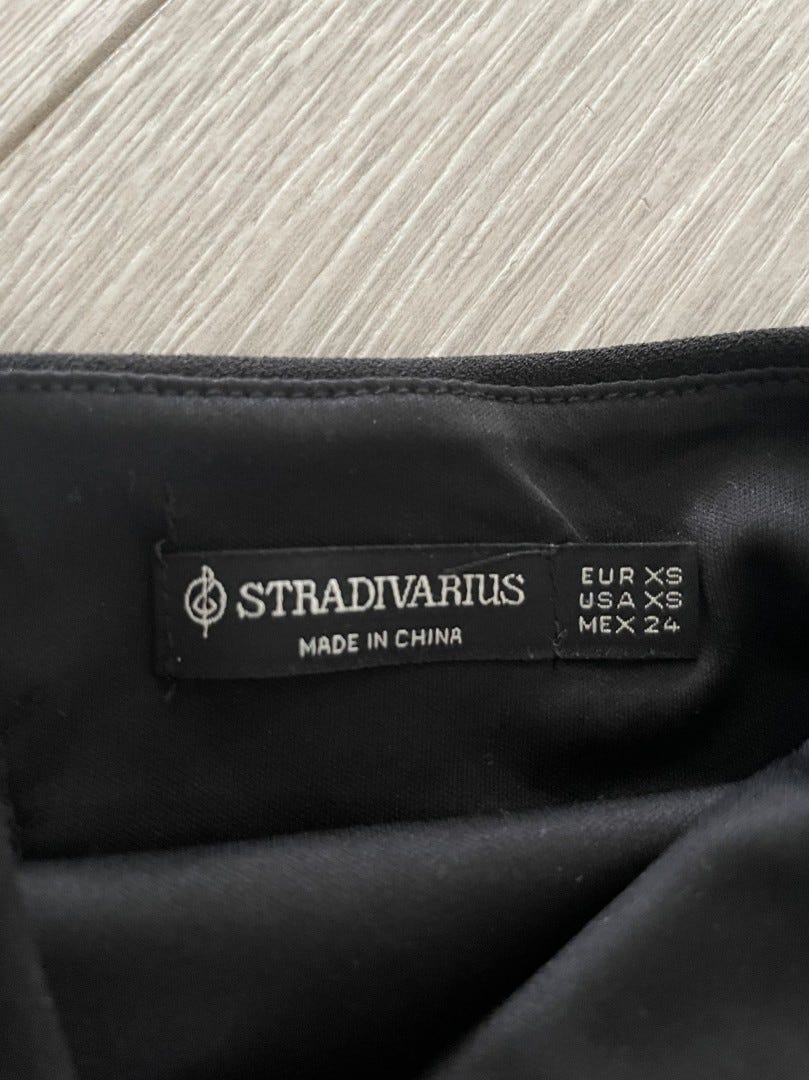 STRADIVARIUS
MADE IN CHINA
EUR XS
USA XS
MEX 24